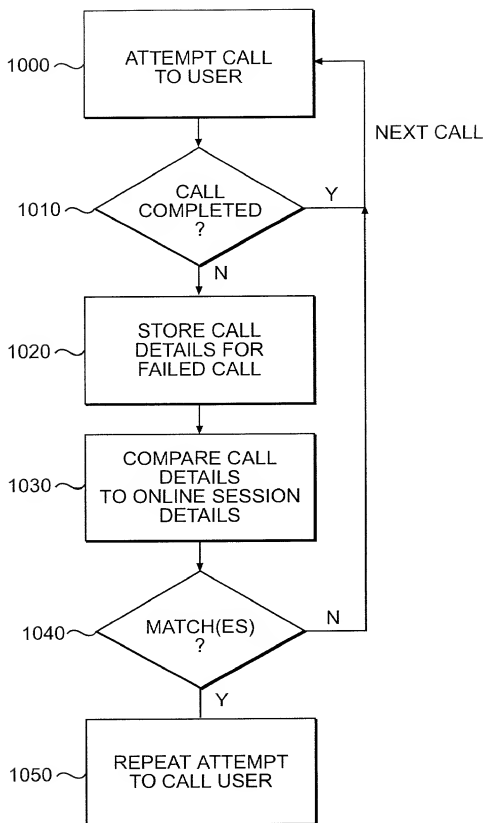 1000
ATTEMPT CALL
TO USER
NEXT CALL
1010
CALL
COMPLETED
?
Y
N
1020
STORE CALL
DETAILS FOR
FAILED CALL
1030
COMPARE CALL
DETAILS
TO ONLINE SESSION
DETAILS
1040
MATCH(ES)
?
N
Y
1050
REPEAT ATTEMPT
TO CALL USER